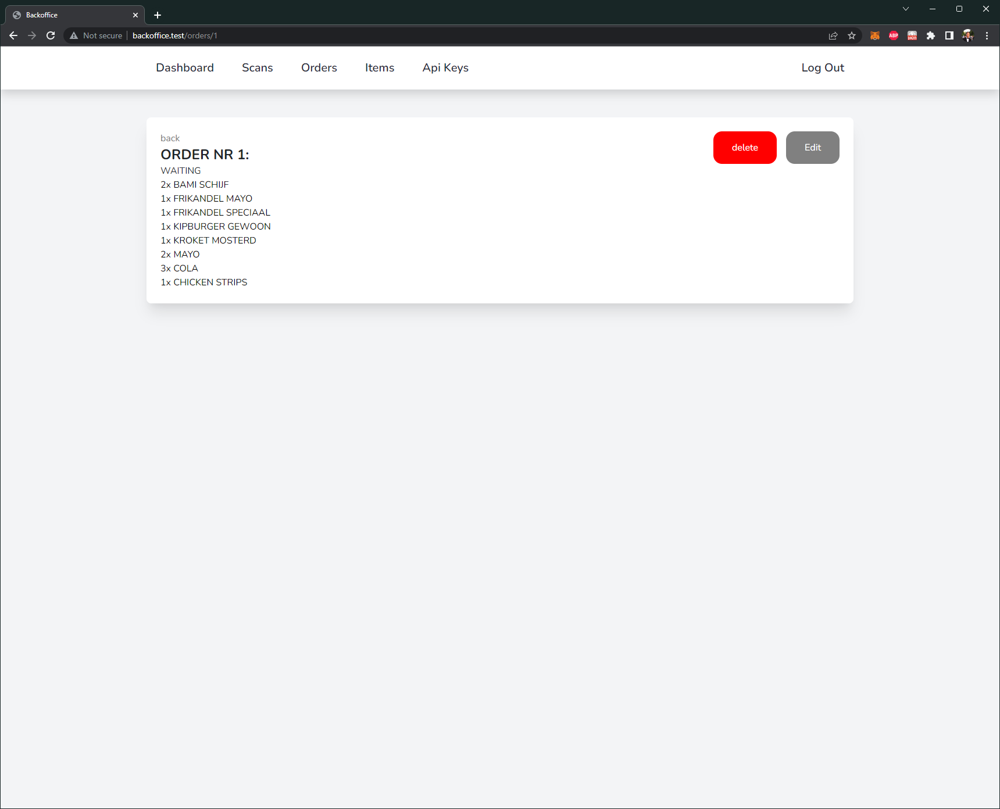 Backoffice
Not secure
backoffice.test/orders/1
ABP
LOGIN
Dashboard
Scans
Orders
Items
Api Keys
Log Out
back
delete
Edit
ORDER NR 1:
WAITING
2x BAMI SCHIJF
1x FRIKANDEL MAYO
1x FRIKANDEL SPECIAAL
1x KIPBURGER GEWOON
1x KROKET MOSTERD
2x MAYO
3x COLA
1x CHICKEN STRIPS